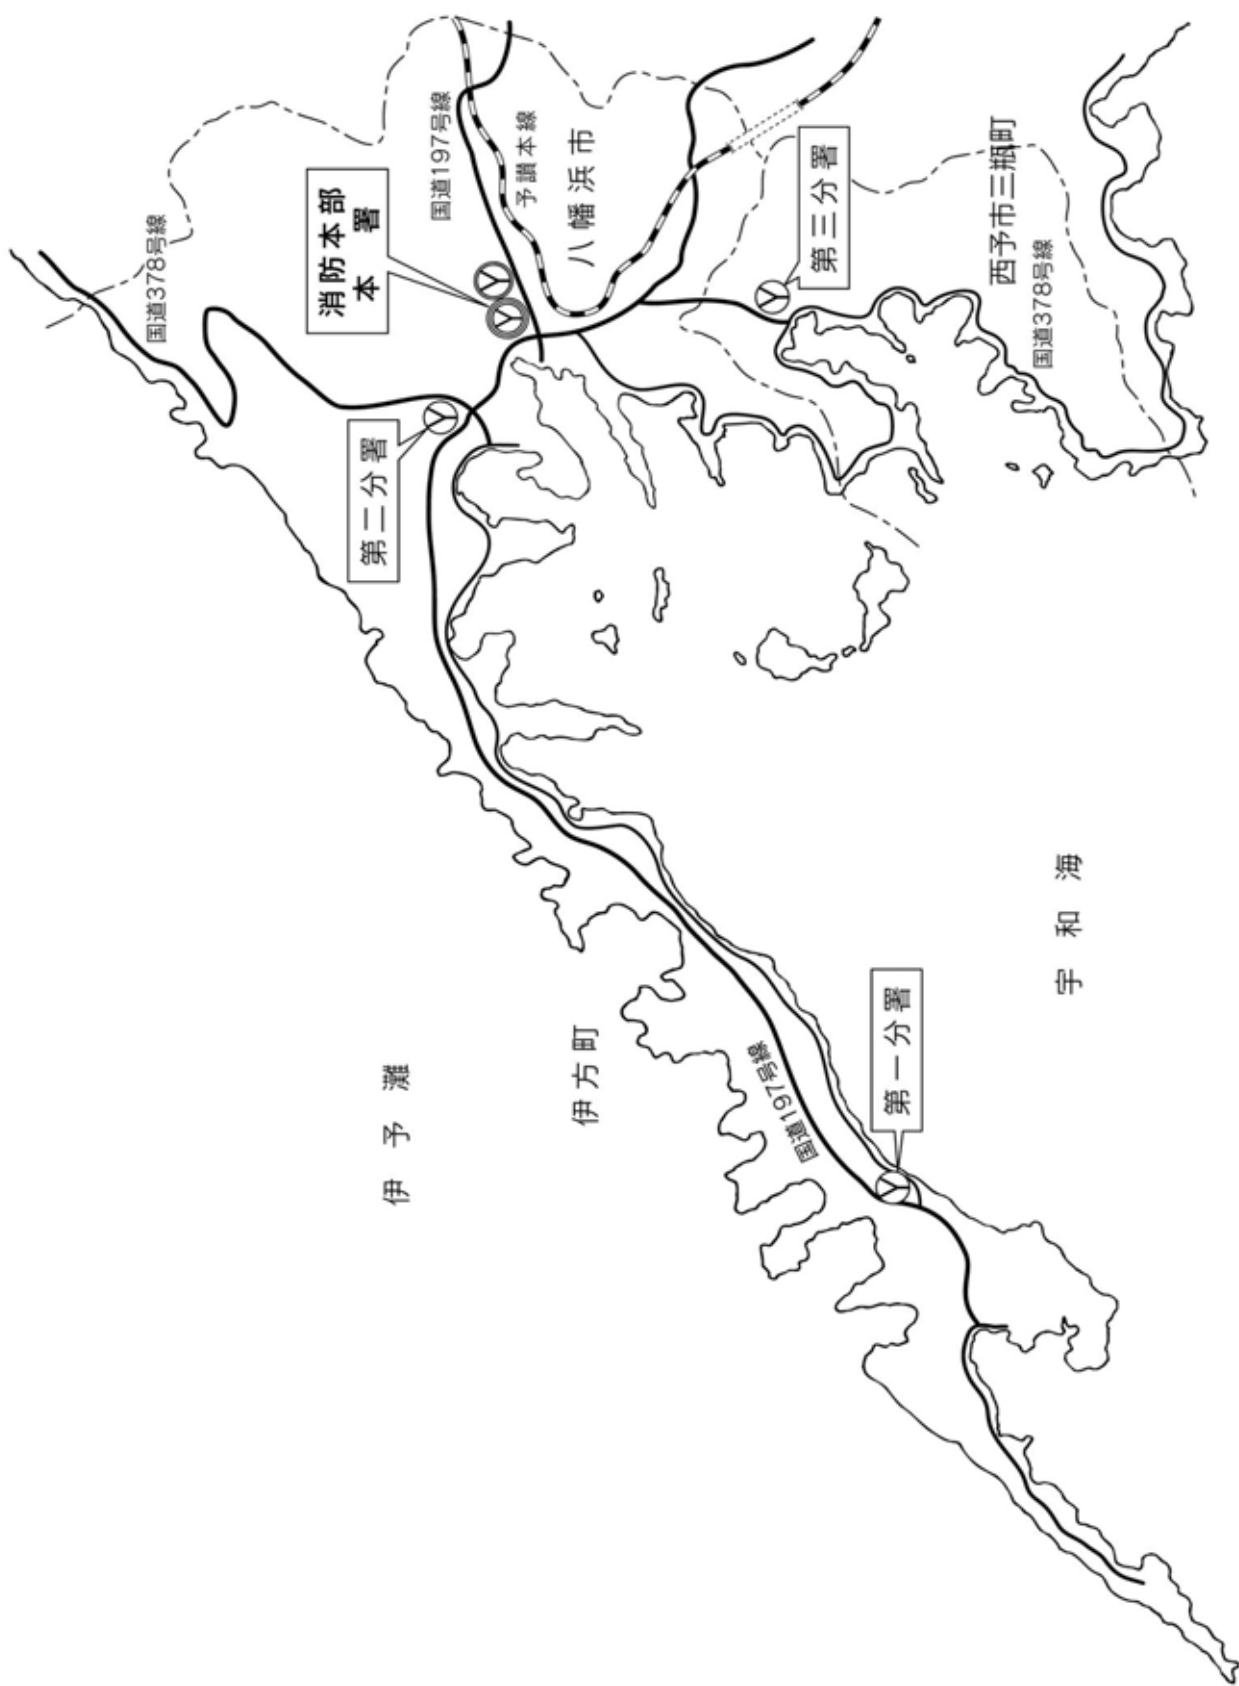 国道378号線
消防本部
本署
国道197号線
予讃本線
八幡浜市
第三分署
西予市三瓶町
国道378号線
第二分署
伊予灘
伊方町
国道197号線
第一分署
宇和海